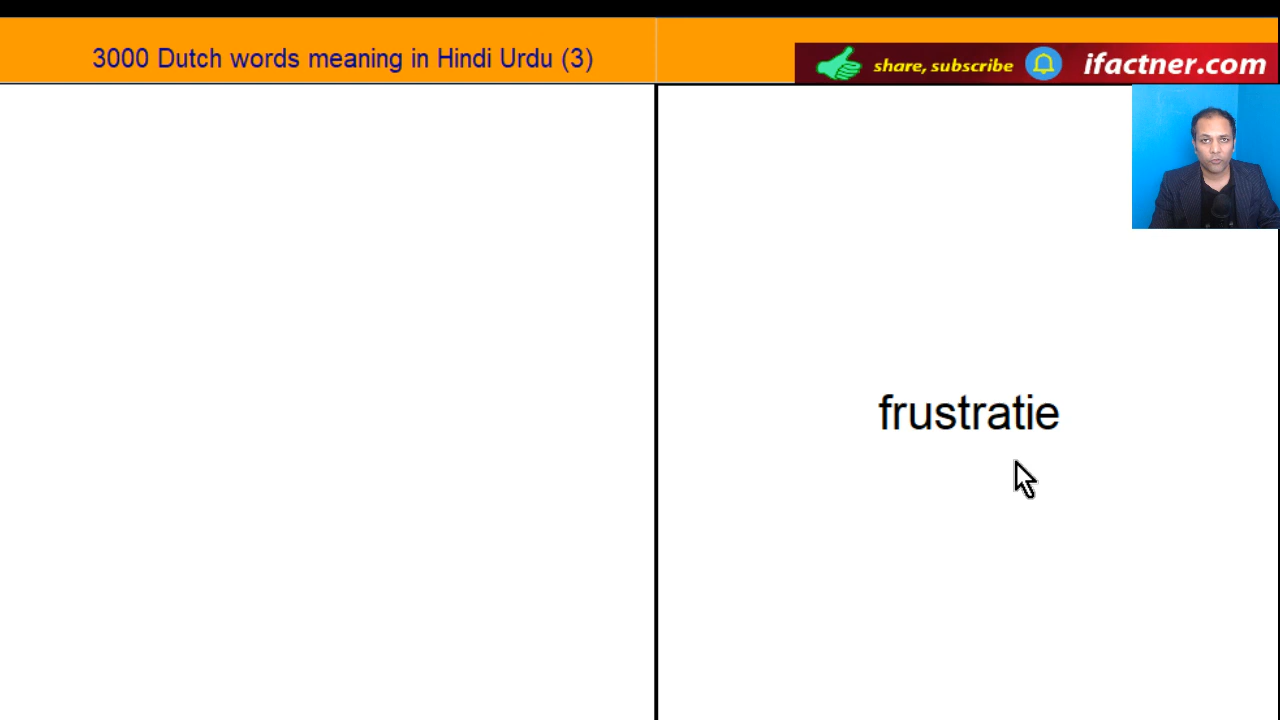 3000 Dutch words meaning in Hindi Urdu (3)
share, subscribe
ifactner.com
frustratie